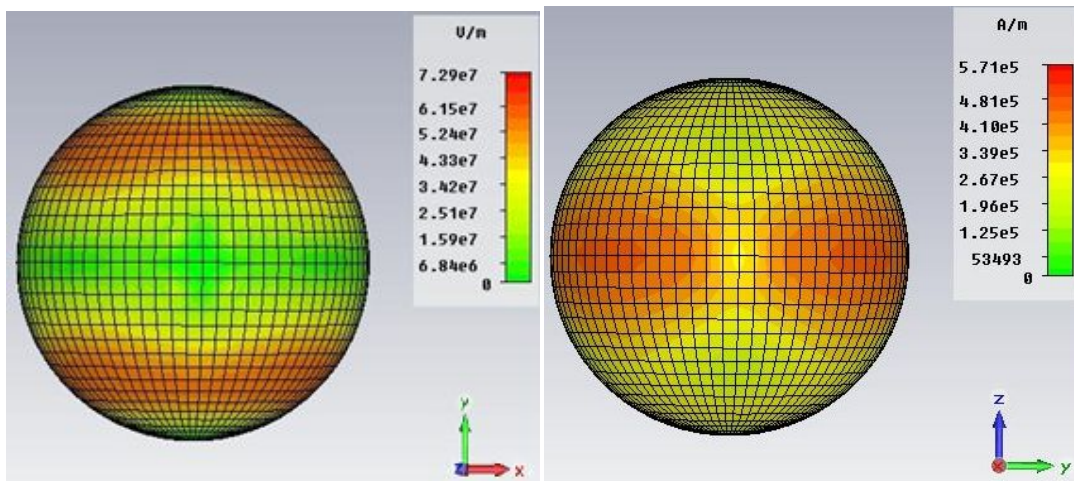 V/m
7.29e7
6.15e7
5.24e7
4.33e7
3.42e7
2.51e7
1.59e7
6.84e6
0
y
z
x
A/m
5.71e5
4.81e5
4.10e5
3.39e5
2.67e5
1.96e5
1.25e5
53493
0
z
x
y